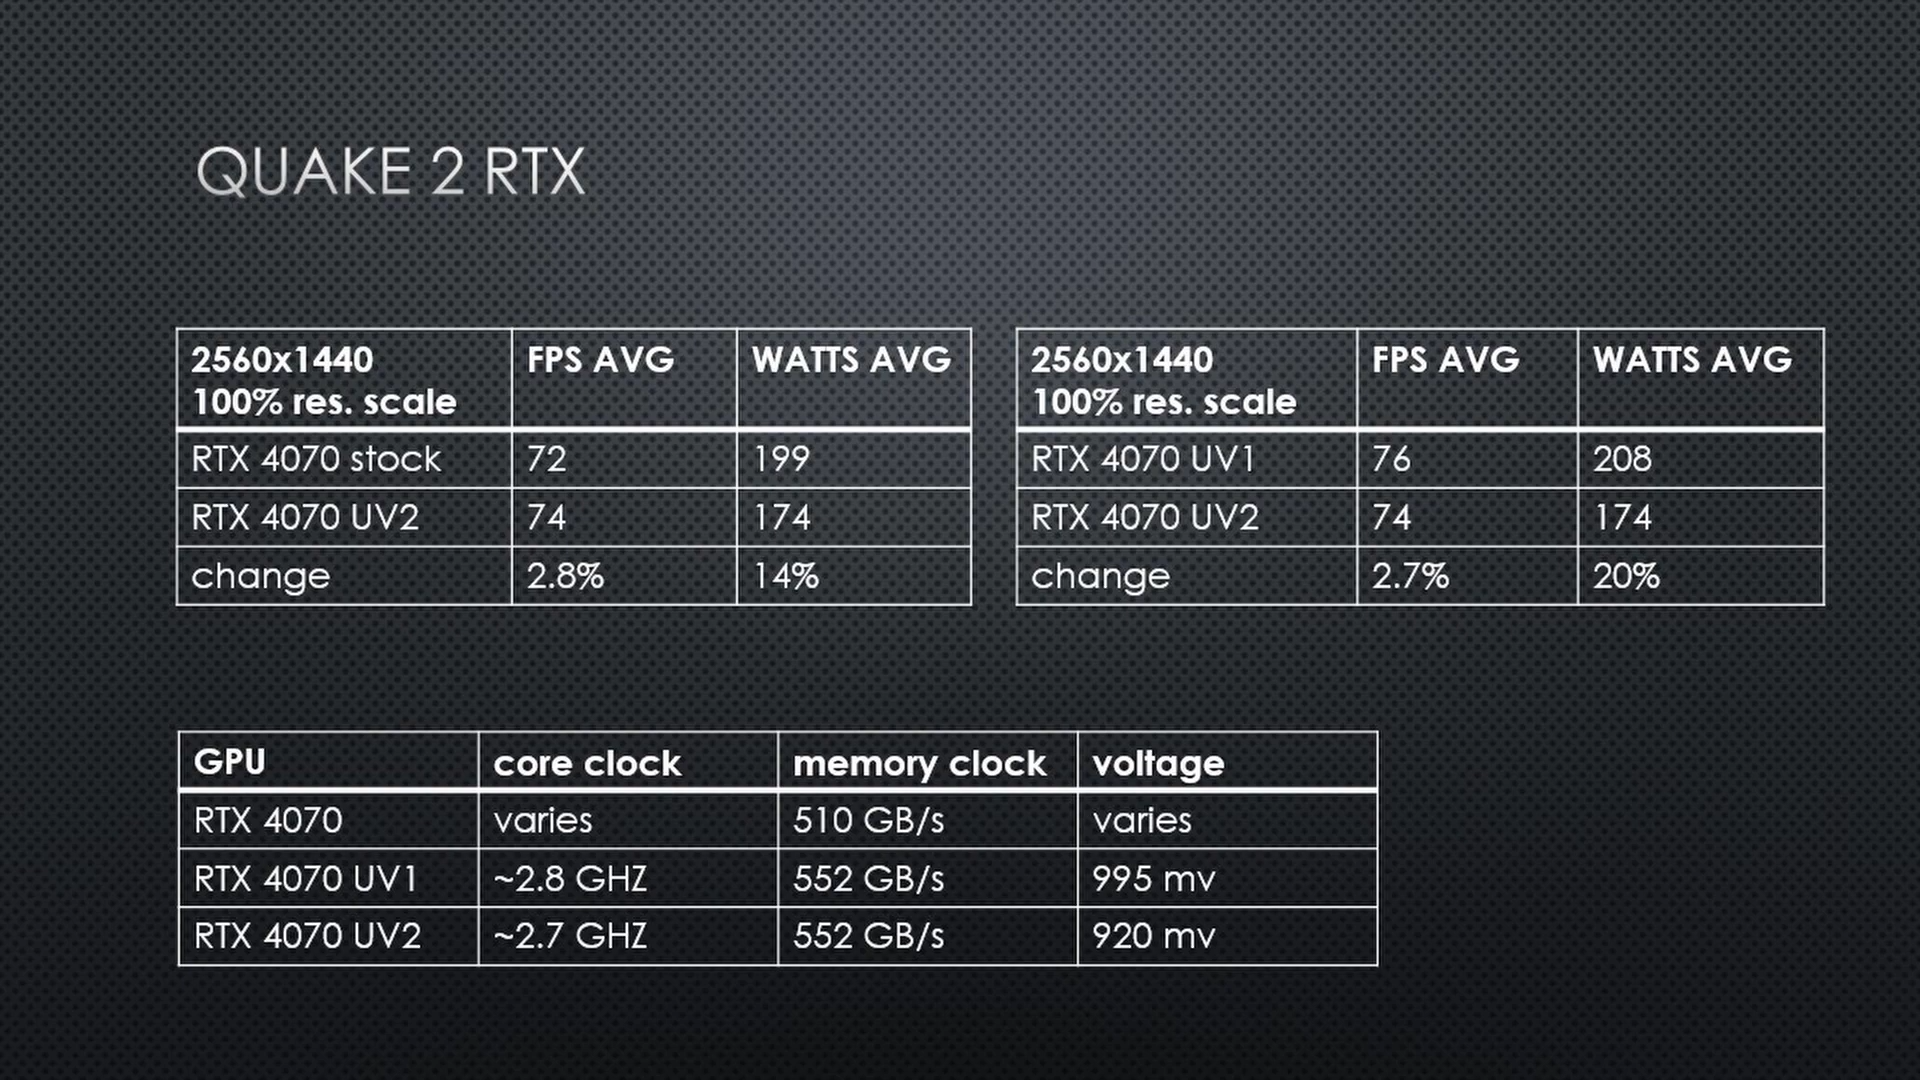 QUAKE 2 RTX
2560x1440 FPS AVG WATTS AVG
100% res. scale
RTX 4070 stock 72 199
RTX 4070 UV2 74 174
change 2.8% 14%
2560x1440 FPS AVG WATTS AVG
100% res. scale
RTX 4070 UV1 76 208
RTX 4070 UV2 74 174
change 2.7% 20%
GPU core clock memory clock voltage
RTX 4070 varies 510 GB/s varies
RTX 4070 UV1 ~2.8 GHZ 552 GB/s 995 mv
RTX 4070 UV2 ~2.7 GHZ 552 GB/s 920 mv